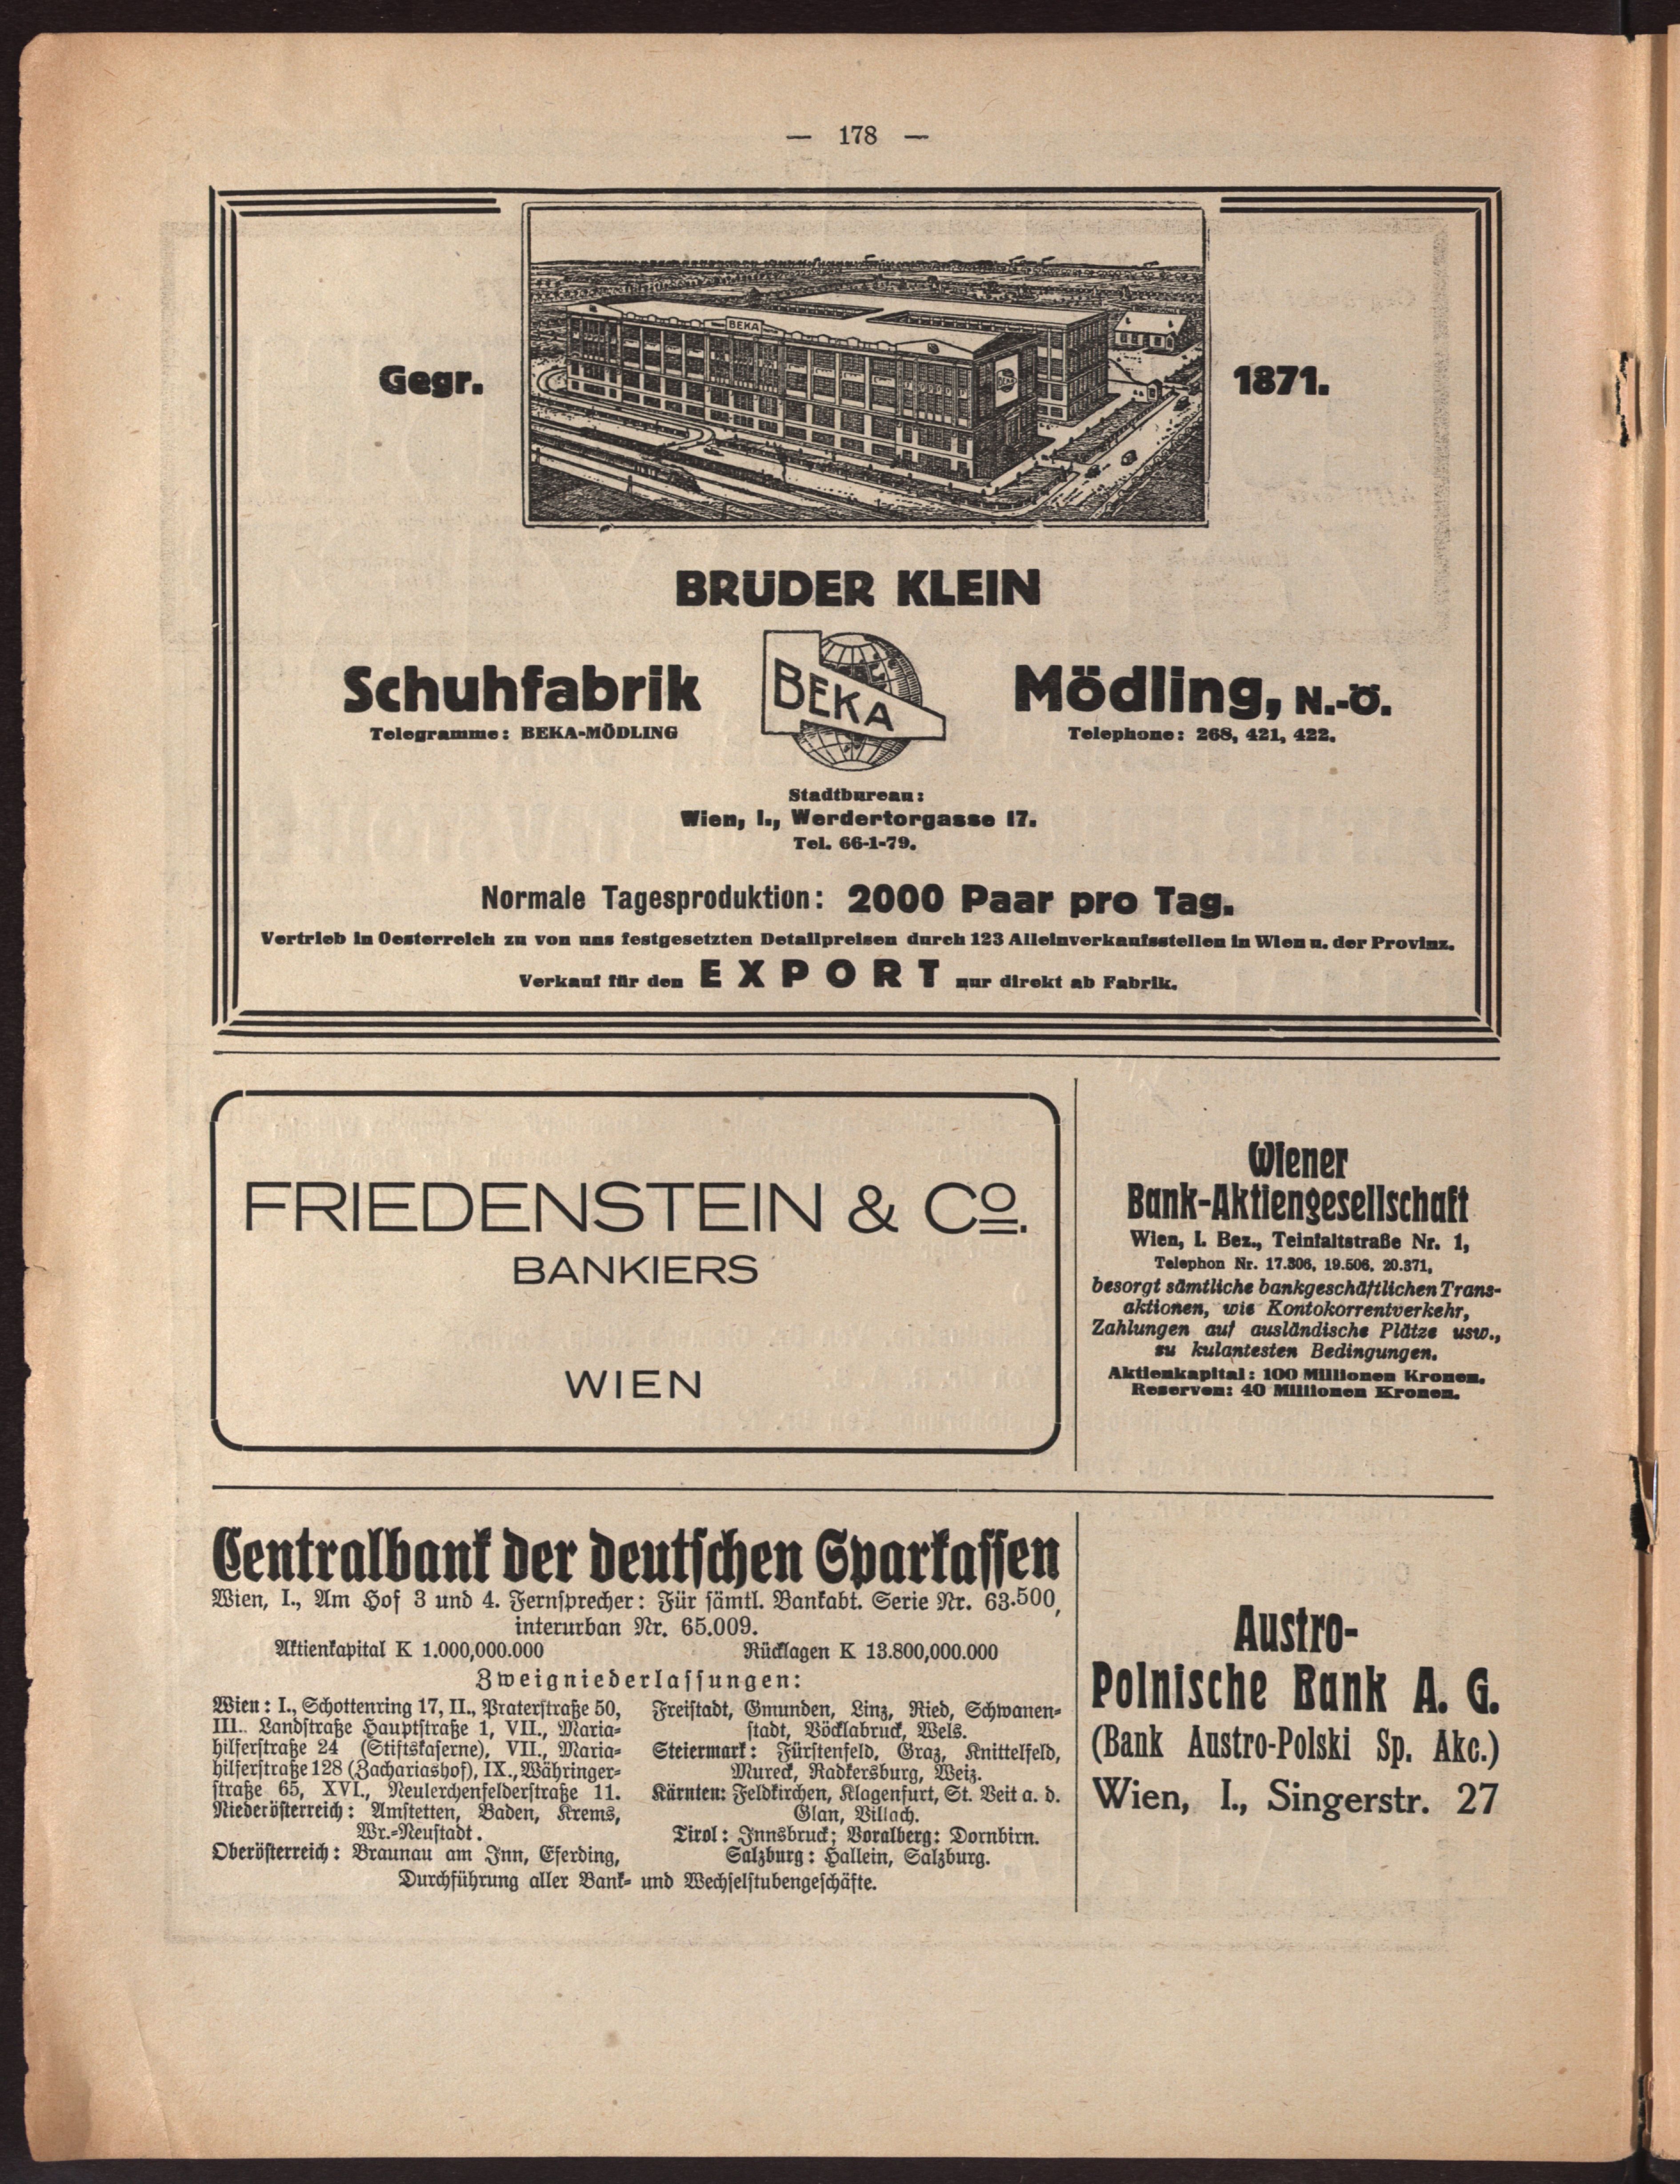 — 178 —
BEKA
BEKA
Gegr.
1871.
BRÜDER KLEIN
Schuhfabrik
Telegramme: BEKA-MÖDLING
BEKA
Mödling, N.-Ö.
Telephone: 268, 421, 422.
Stadtbureau:
Wien, I., Werdertorgasse 17.
Tel. 66-1-79.
Normale Tagesproduktion: 2000 Paar pro Tag.
Vertrieb in Oesterreich zu von uns festgesetzten Detailpreisen durch 123 Alleinverkaufsstellen in Wien u. der Provinz.
Verkauf für den EXPORT nur direkt ab Fabrik.
FRIEDENSTEIN & Co.
BANKIERS
WIEN
Wiener
Bank-Aktiengesellschaft
Wien, I. Bez., Teinfaltstraße Nr. 1,
Telephon Nr. 17.306, 19.506, 20.371,
besorgt sämtliche bankgeschäftlichen Trans-
aktionen, wie Kontokorrentverkehr,
Zahlungen auf ausländische Plätze usw.,
zu kulantesten Bedingungen.
Aktienkapital: 100 Millionen Kronen.
Reserven: 40 Millionen Kronen.
Centralbank der deutschen Sparkassen
Wien, I., Am Hof 3 und 4. Fernsprecher: Für sämtl. Bankabt. Serie Nr. 63.500,
interurban Nr. 65.009.
Aktienkapital K 1.000,000.000 Rücklagen K 13.800,000.000
Zweigniederlassungen:
Wien: I., Schottenring 17, II., Praterstraße 50,
III.. Landstraße Hauptstraße 1, VII., Maria-
hilferstraße 24 (Stiftskaserne), VII., Maria-
hilferstraße 128 (Zachariashof), IX., Währinger-
straße 65, XVI., Neulerchenfelderstraße 11.
Niederösterreich: Amstetten, Baden, Krems,
Wr.-Neustadt.
Oberösterreich: Braunau am Inn, Eferding,
Freistadt, Gmunden, Linz, Ried, Schwanen-
stadt, Vöcklabruck, Wels.
Steiermark: Fürstenfeld, Graz, Knittelfeld,
Mureck, Radkersburg, Weiz.
Kärnten: Feldkirchen, Klagenfurt, St. Veit a. d.
Glan, Villach.
Tirol: Innsbruck; Voralberg: Dornbirn.
Salzburg: Hallein, Salzburg.
Durchführung aller Bank- und Wechselstubengeschäfte.
Austro-
Polnische Bank A. G.
(Bank Austro-Polski Sp. Akc.)
Wien, I., Singerstr. 27